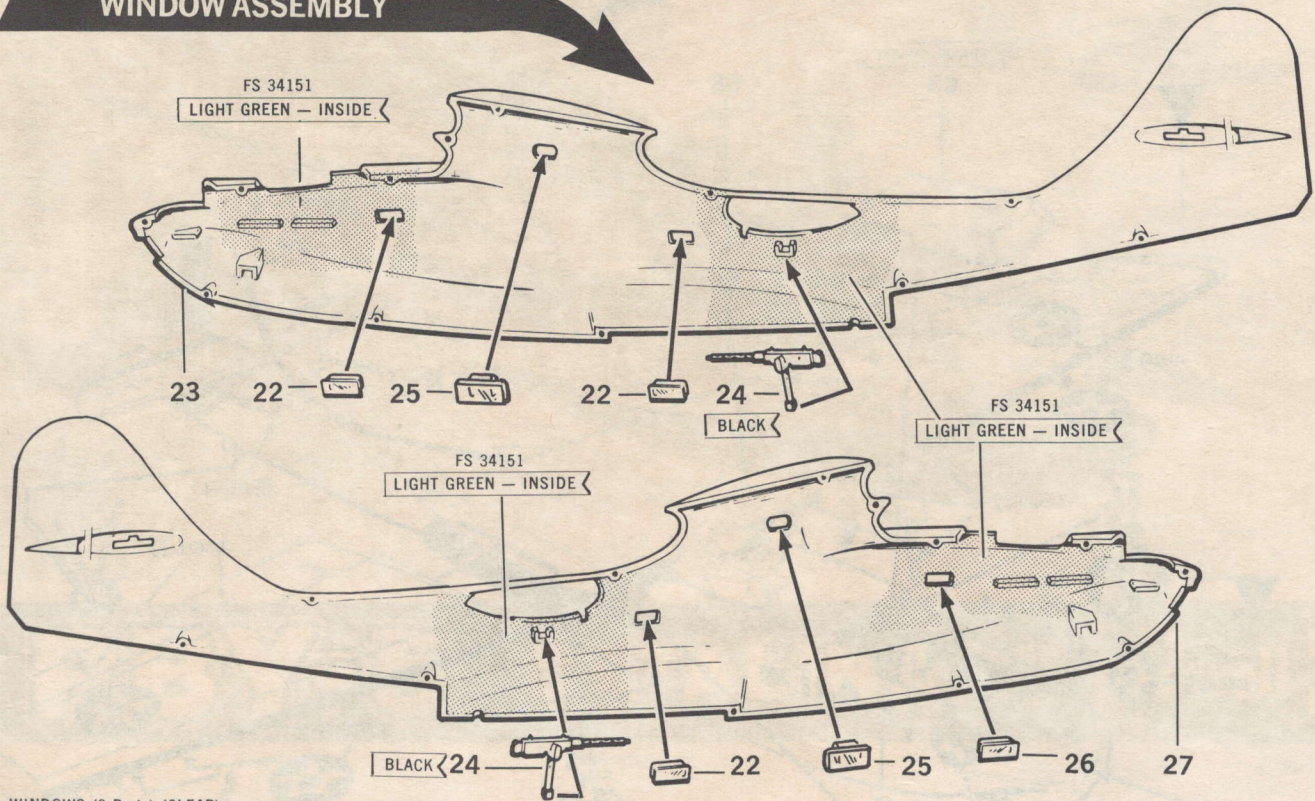 WINDOW ASSEMBLY
FS 34151
LIGHT GREEN — INSIDE
23
22
25
22
24
BLACK
FS 34151
LIGHT GREEN — INSIDE
FS 34151
LIGHT GREEN — INSIDE
BLACK 24
22
25
26
27
WINDOWS